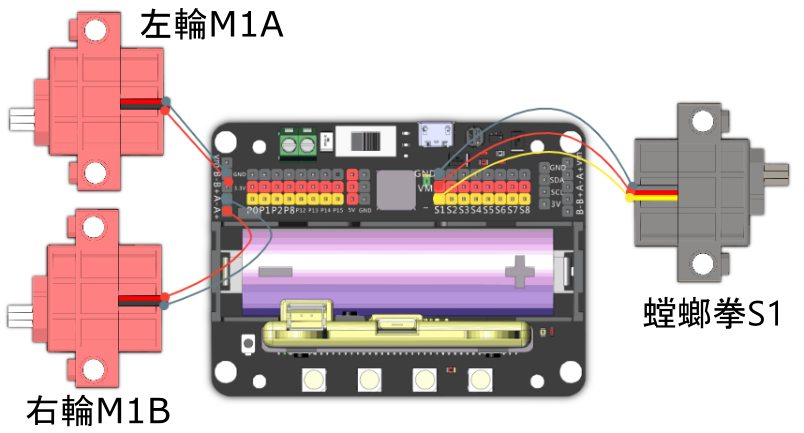 左輪M1A
右輪M1B
螳螂拳S1
GND
VM
GND
3.3V
P0 P1 P2 P8 P12 P13 P14 P15 5V GND
S1 S2 S3 S4 S5 S6 S7 S8
GND
SDA
SCL
3V
B- B+ A- A+